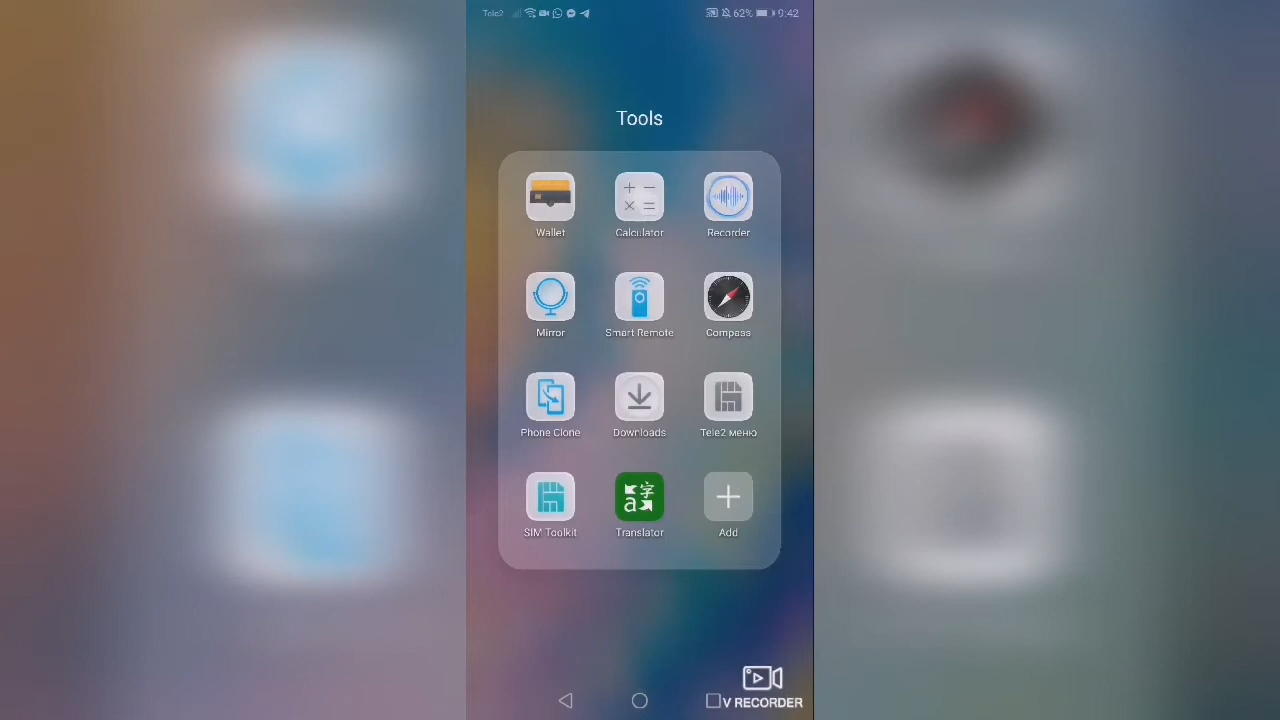 Tele2 62% 9:42
Tools
Wallet Calculator Recorder
Mirror Smart Remote Compass
Phone Clone Downloads Tele2 меню
SIM Toolkit Translator Add
V RECORDER